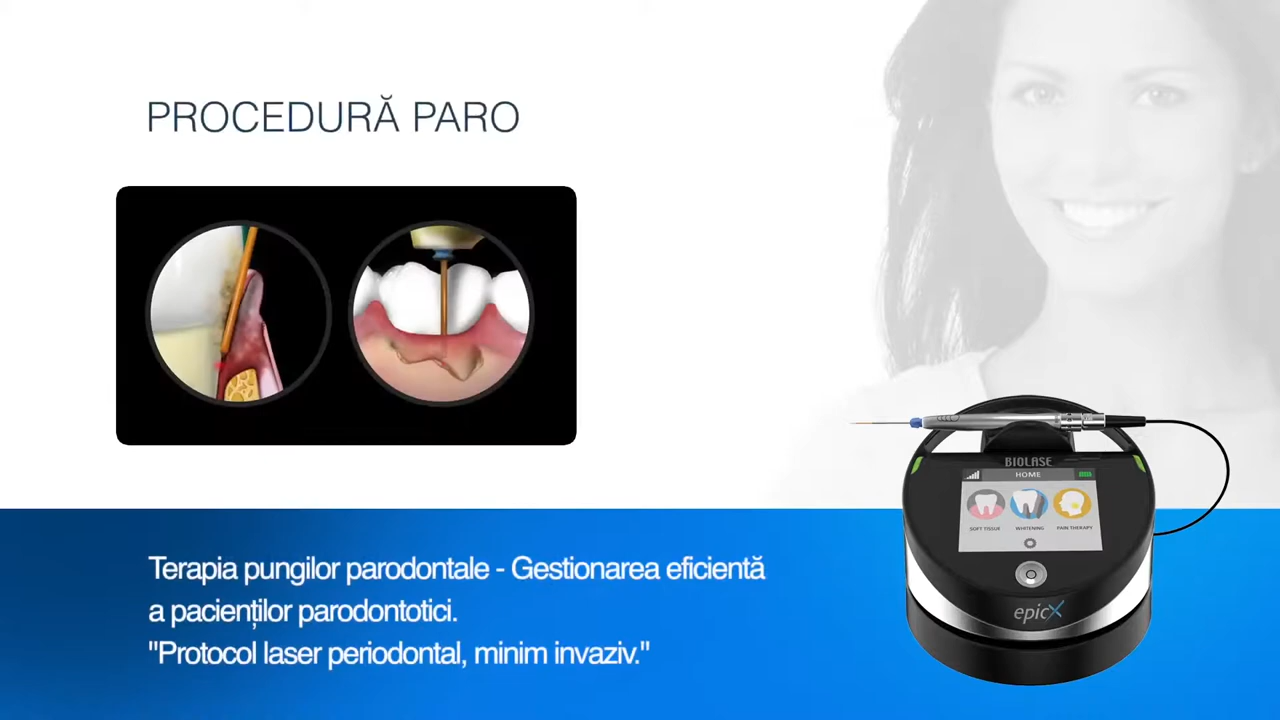 PROCEDURĂ PARO
BIOLASE
HOME
SOFT TISSUE
WHITENING
PAIN THERAPY
epicX
Terapia pungilor parodontale - Gestionarea eficientă
a pacienților parodontotici.
"Protocol laser periodontal, minim invaziv."